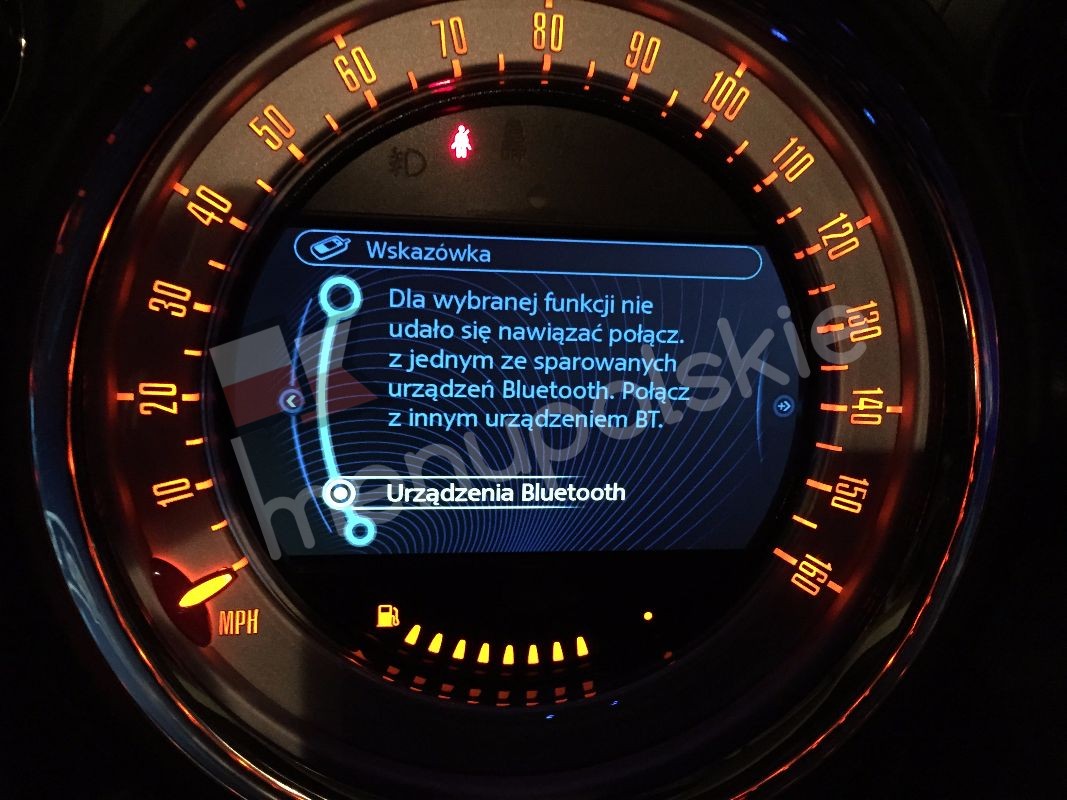 10
20
30
40
50
60
70
80
90
100
110
120
130
140
150
160
MPH
Wskazówka
Dla wybranej funkcji nie
udało się nawiązać połącz.
z jednym ze sparowanych
urządzeń Bluetooth. Połącz
z innym urządzeniem BT.
Urządzenia Bluetooth
menupolskie